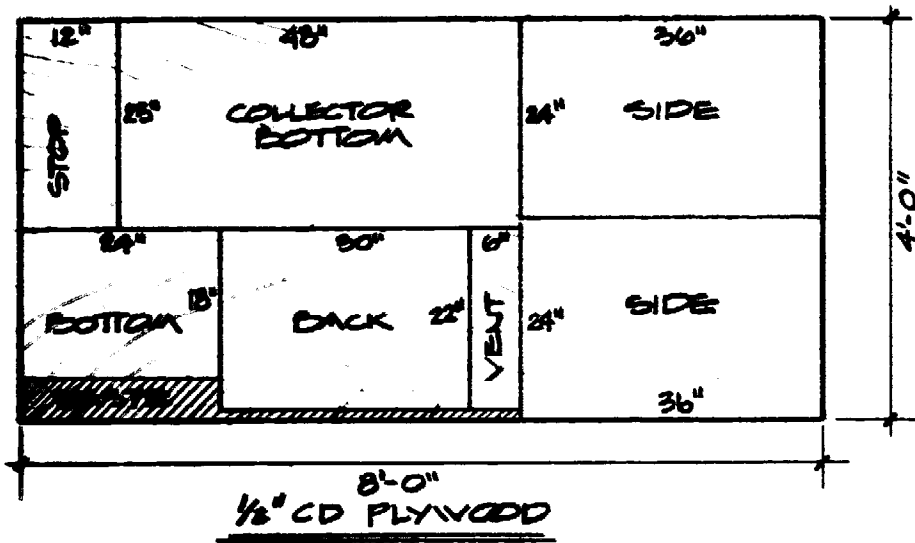 12"
48"
36"
25"
COLLECTOR
BOTTOM
24"
SIDE
STOP
4'-0"
24"
30"
6"
BOTTOM
18"
BACK
22"
VENT
24"
SIDE
36"
8'-0"
1/2" CD PLYWOOD